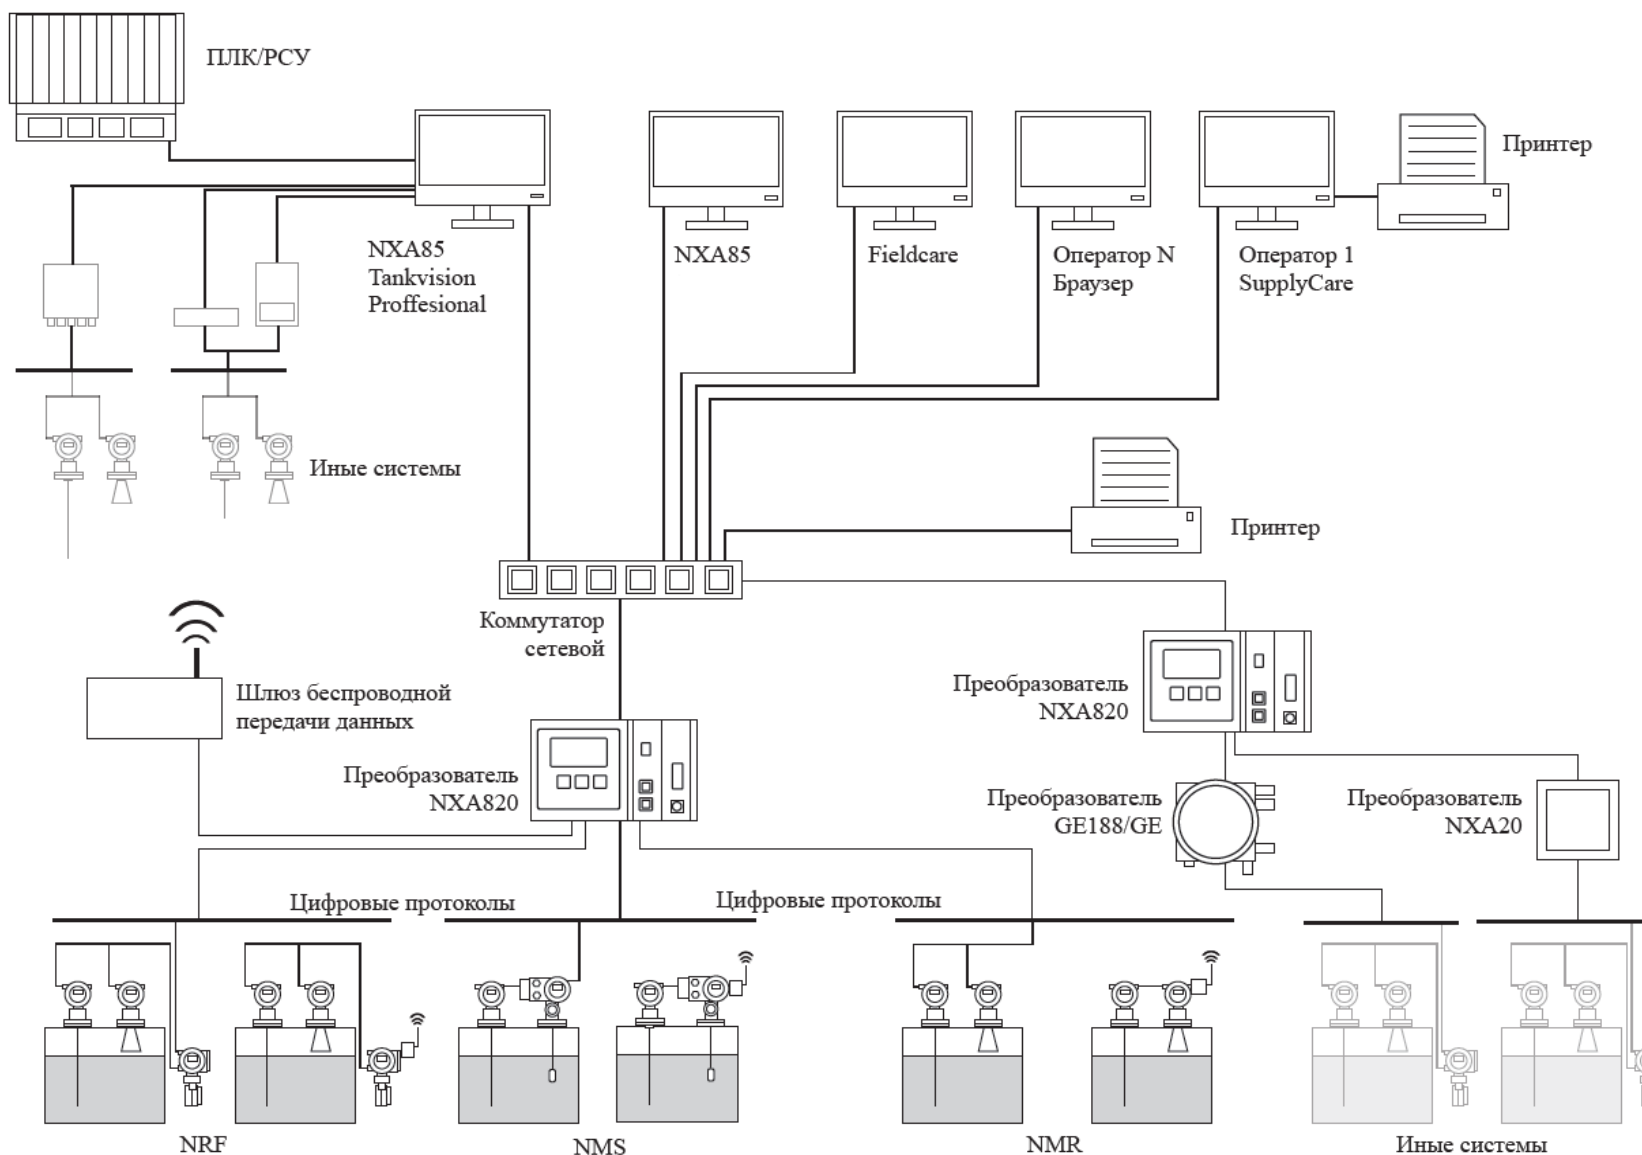 ПЛК/РСУ
Принтер
NXA85
Tankvision
Proffesional
NXA85
Fieldcare
Оператор N
Браузер
Оператор 1
SupplyCare
Иные системы
Принтер
Коммутатор
сетевой
Шлюз беспроводной
передачи данных
Преобразователь
NXA820
Преобразователь
NXA820
Преобразователь
GE188/GE
Преобразователь
NXA20
Цифровые протоколы
Цифровые протоколы
NRF
NMS
NMR
Иные системы